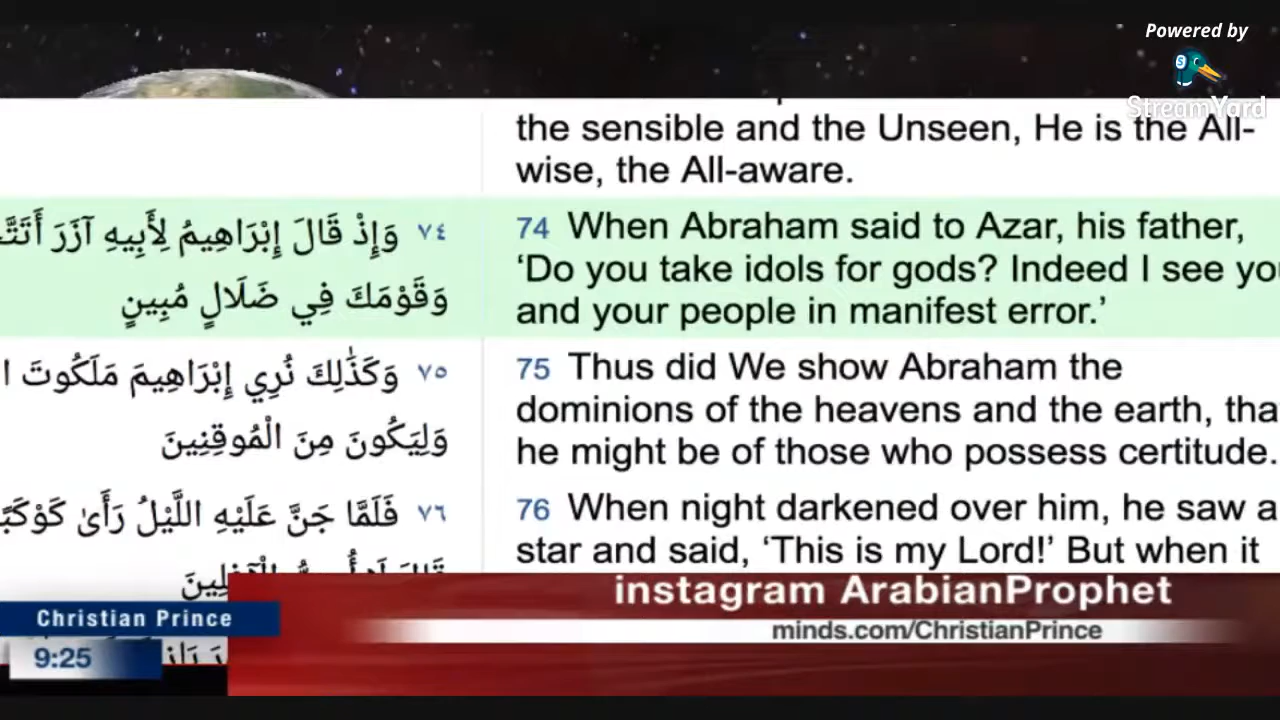 Powered by
StreamYard
the sensible and the Unseen, He is the All-
wise, the All-aware.
٧٤ وَإِذْ قَالَ إِبْرَاهِيمُ لِأَبِيهِ آزَرَ
وَقَوْمَكَ فِي ضَلَالٍ مُبِينٍ
74 When Abraham said to Azar, his father,
‘Do you take idols for gods? Indeed I see
and your people in manifest error.’
٧٥ وَكَذَٰلِكَ نُرِي إِبْرَاهِيمَ مَلَكُوتَ
وَلِيَكُونَ مِنَ الْمُوقِنِينَ
75 Thus did We show Abraham the
dominions of the heavens and the earth,
he might be of those who possess certitude.
٧٦ فَلَمَّا جَنَّ عَلَيْهِ اللَّيْلُ رَأَىٰ
76 When night darkened over him, he saw a
star and said, ‘This is my Lord!’ But when it
instagram ArabianProphet
Christian Prince
minds.com/ChristianPrince
9:25